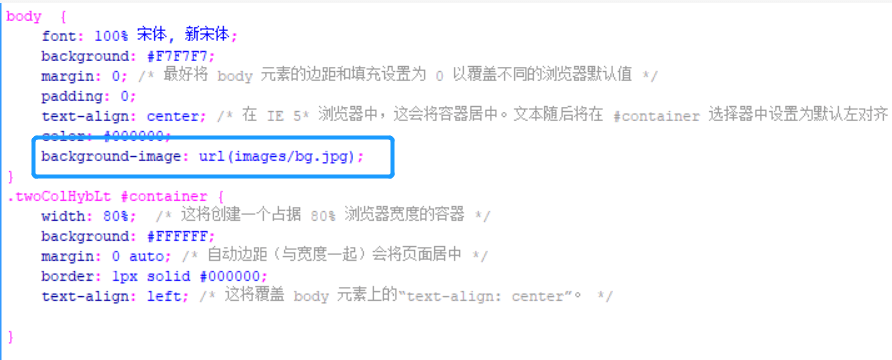 body  {
font: 100% 宋体, 新宋体;
background: #F7F7F7;
margin: 0; /* 最好将 body 元素的边距和填充设置为 0 以覆盖不同的浏览器默认值 */
padding: 0;
text-align: center; /* 在 IE 5* 浏览器中，这会将容器居中。文本随后将在 #container 选择器中设置为默认左对齐
color: #000000;
background-image: url(images/bg.jpg);
}
.twoColHybLt #container {
width: 80%;  /* 这将创建一个占据 80% 浏览器宽度的容器 */
background: #FFFFFF;
margin: 0 auto; /* 自动边距（与宽度一起）会将页面居中 */
border: 1px solid #000000;
text-align: left; /* 这将覆盖 body 元素上的“text-align: center”。 */
}